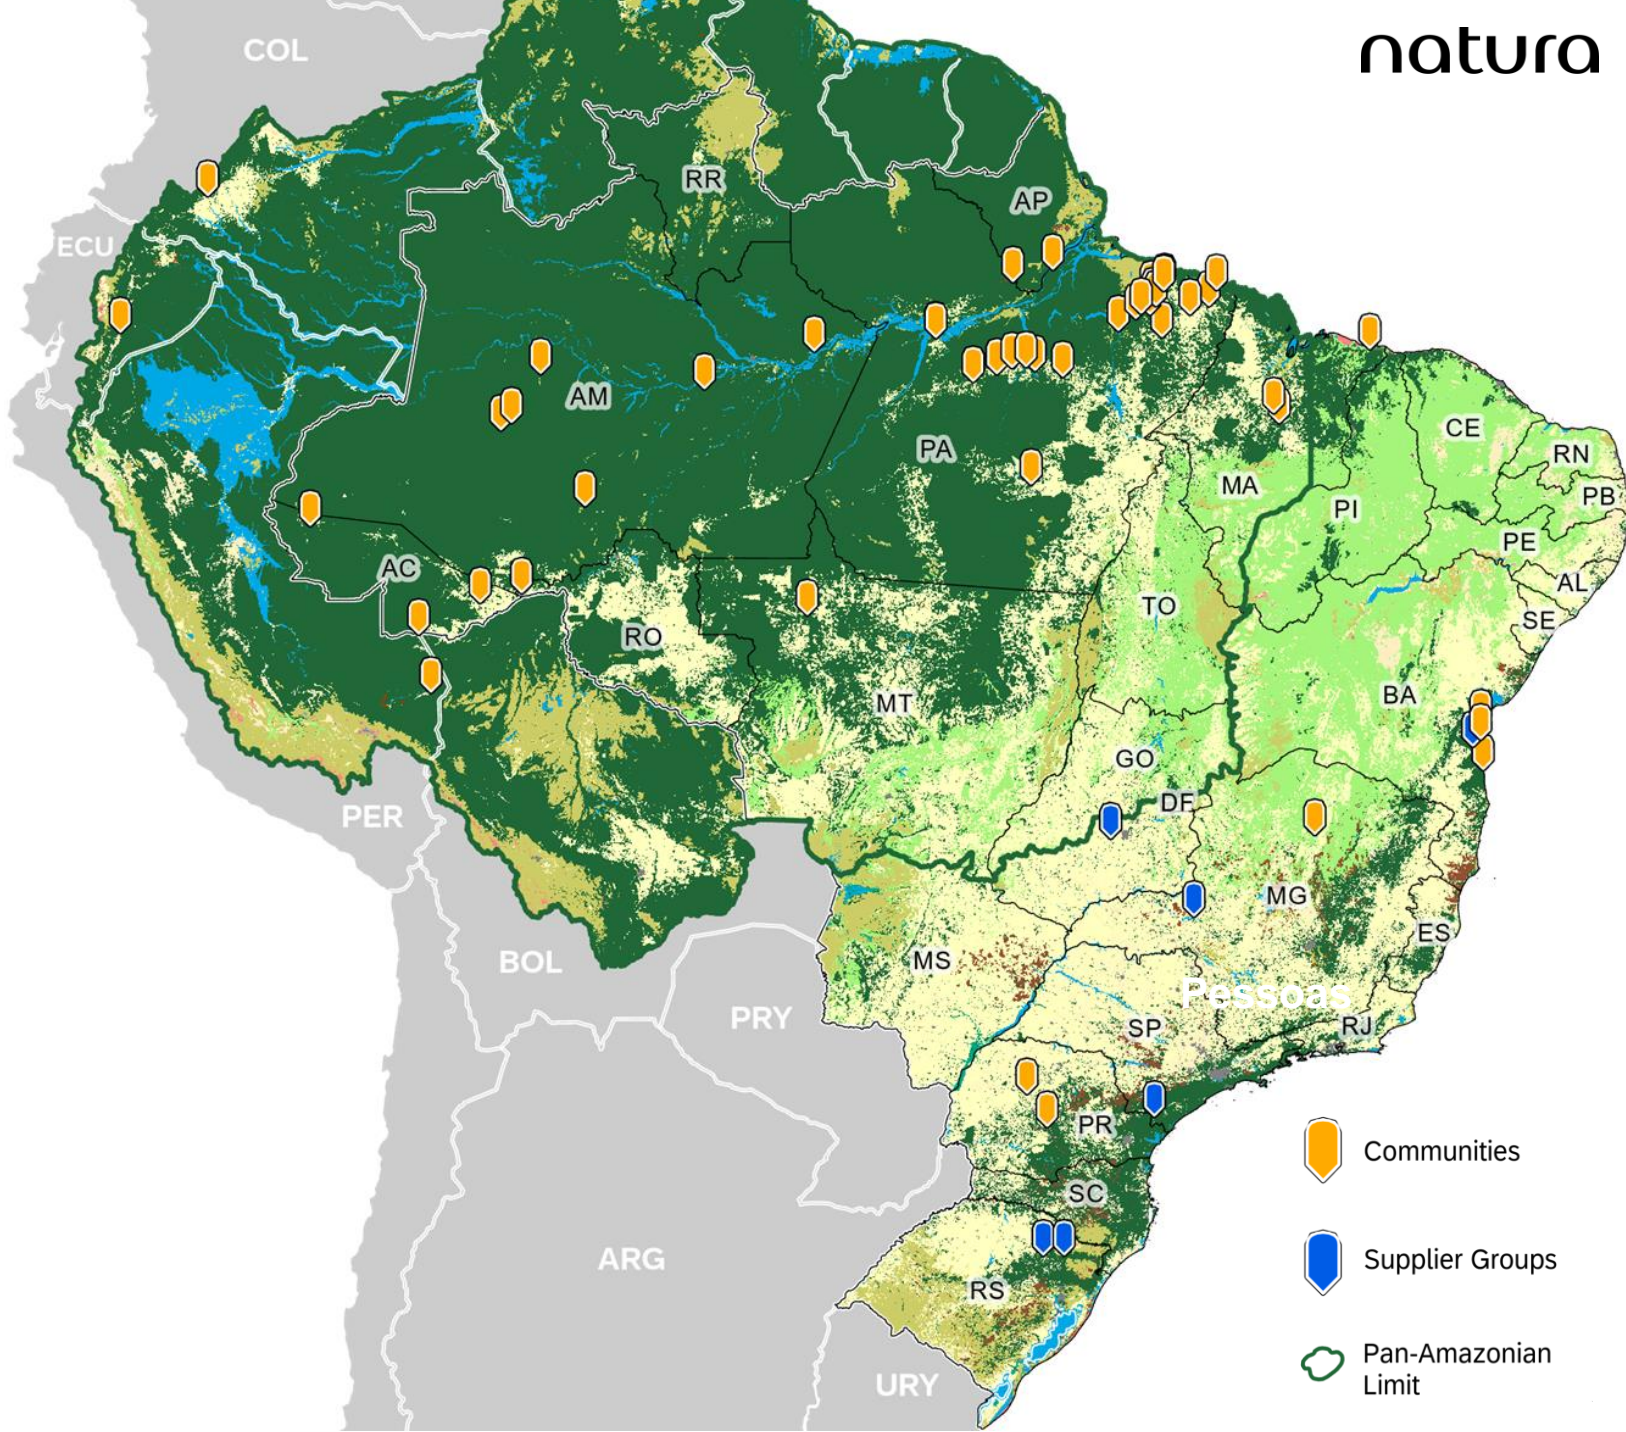 natura
COL
RR
AP
ECU
AM
PA
CE
RN
MA
PI
PB
PE
AC
AL
TO
SE
RO
BA
MT
GO
DF
PER
MG
ES
BOL
MS
Pessoas
PRY
SP
RJ
PR
Communities
SC
ARG
Supplier Groups
RS
Pan-Amazonian
Limit
URY